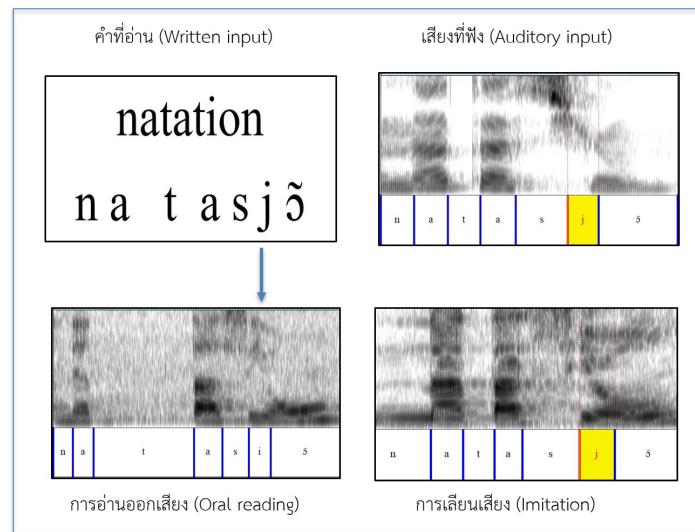 คำที่อ่าน (Written input)
natation
n a t a s j ɔ̃
เสียงที่ฟัง (Auditory input)
n a t a s j ɔ̃
n a t a s i ɔ̃
การอ่านออกเสียง (Oral reading)
n a t a s j ɔ̃
การเลียนเสียง (Imitation)